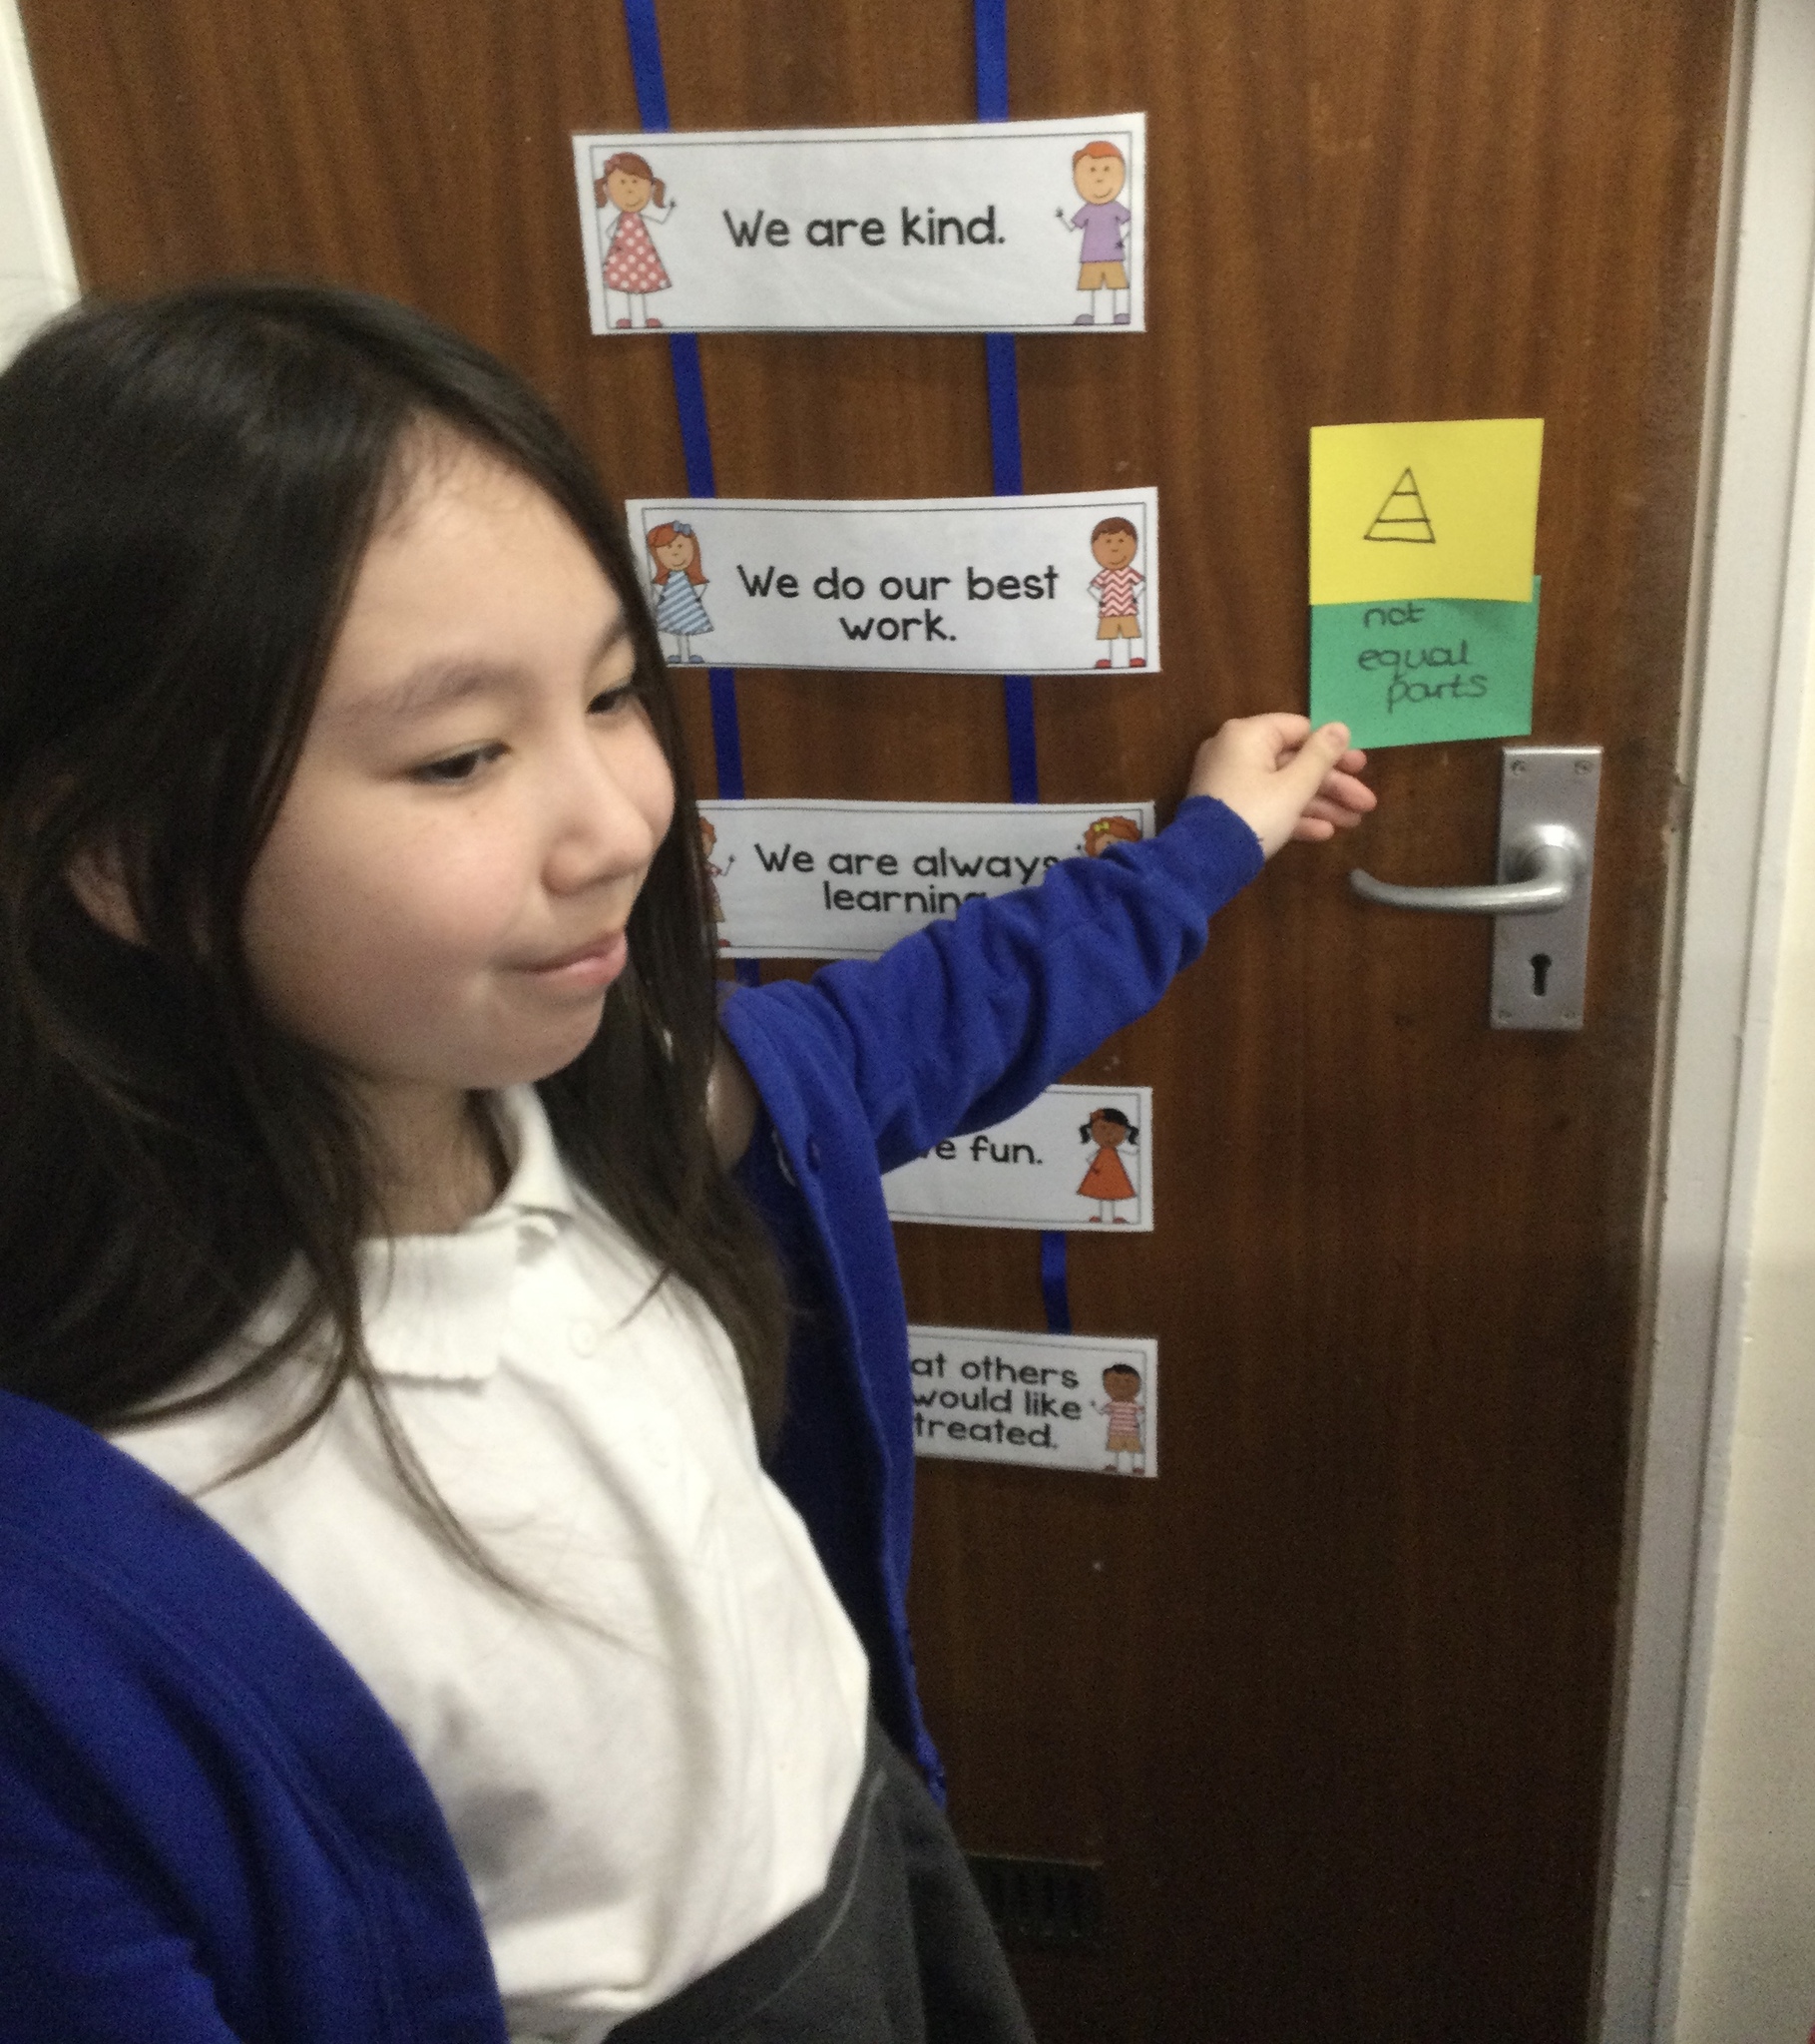 We are kind.
We do our best
work.
We are always
learning
fun.
others
would like
treated.
not
equal
parts